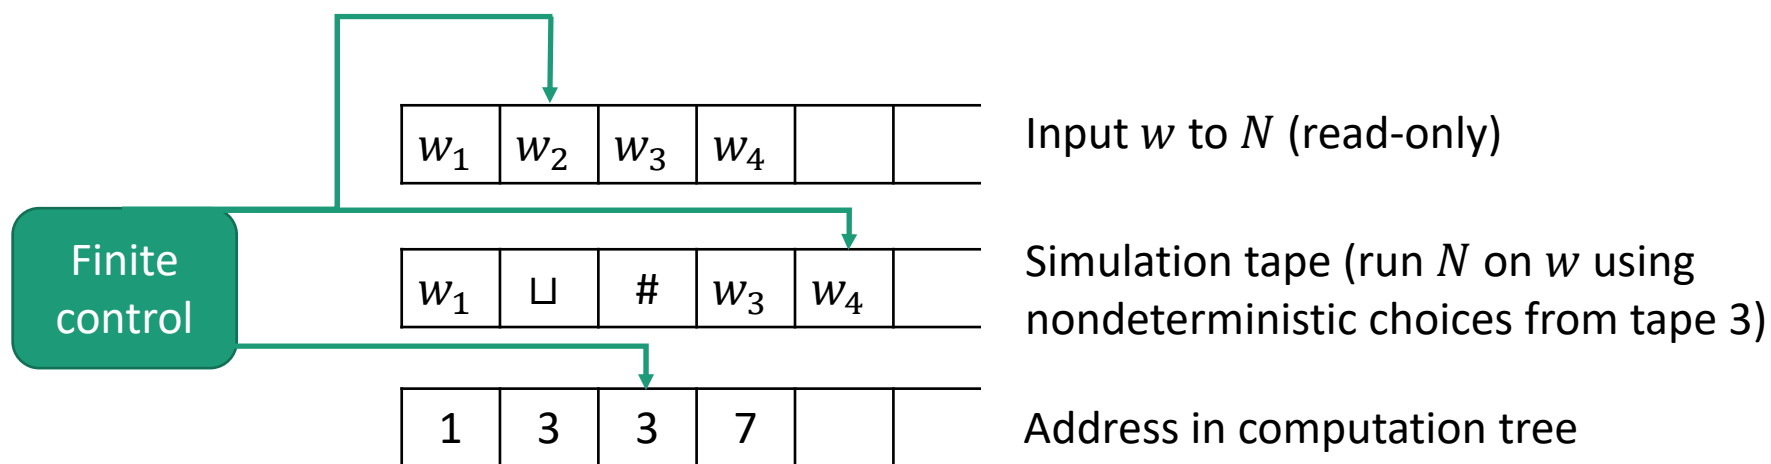 w₁ w₂ w₃ w₄
Input w to N (read-only)
Finite
control
w₁ ⊔ # w₃ w₄
Simulation tape (run N on w using
nondeterministic choices from tape 3)
1 3 3 7
Address in computation tree